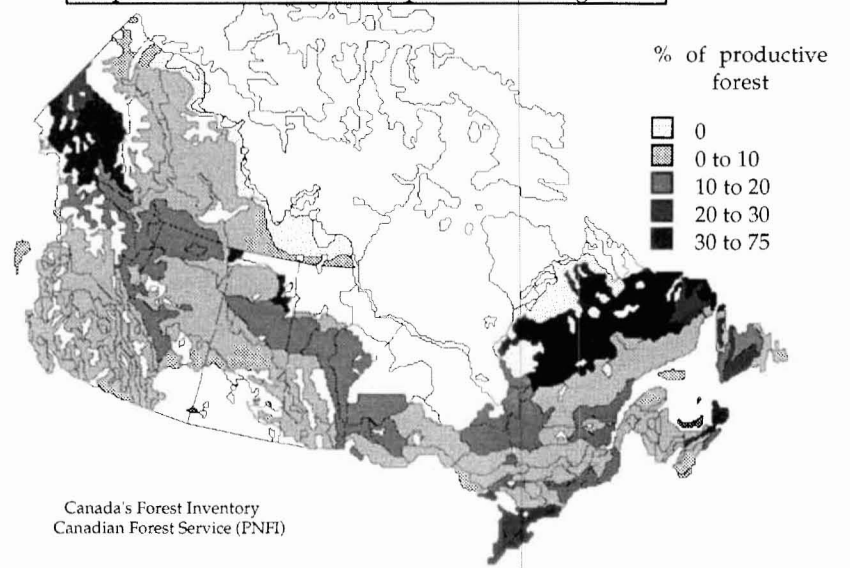 % of productive
forest
0
0 to 10
10 to 20
20 to 30
30 to 75
Canada's Forest Inventory
Canadian Forest Service (PNFI)